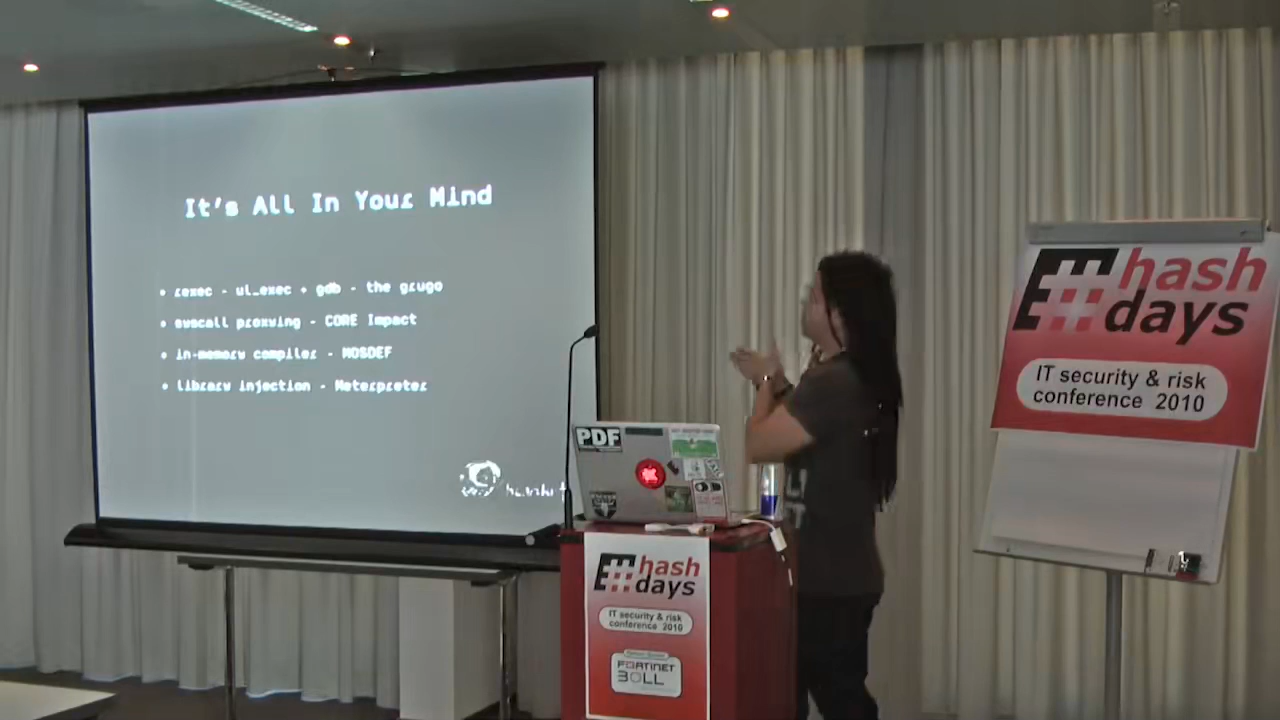 It's All In Your Mind
• rexec - ul_exec + gdb - the grugq
• syscall proxying - CORE Impact
• in-memory compiler - MOSDEF
• library injection - Meterpreter
PDF
hash
days
IT security & risk
conference 2010
hash
days
IT security & risk
conference 2010
FORTINET
BOLL